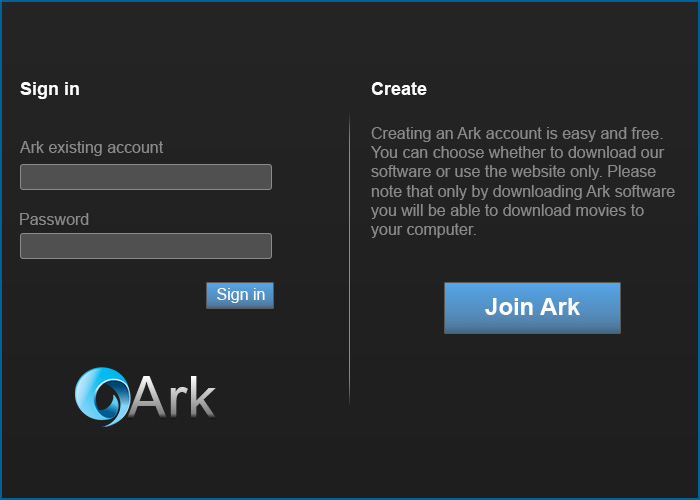 Sign in
Ark existing account
Password
Sign in
Ark
Create
Creating an Ark account is easy and free.
You can choose whether to download our
software or use the website only. Please
note that only by downloading Ark software
you will be able to download movies to
your computer.
Join Ark